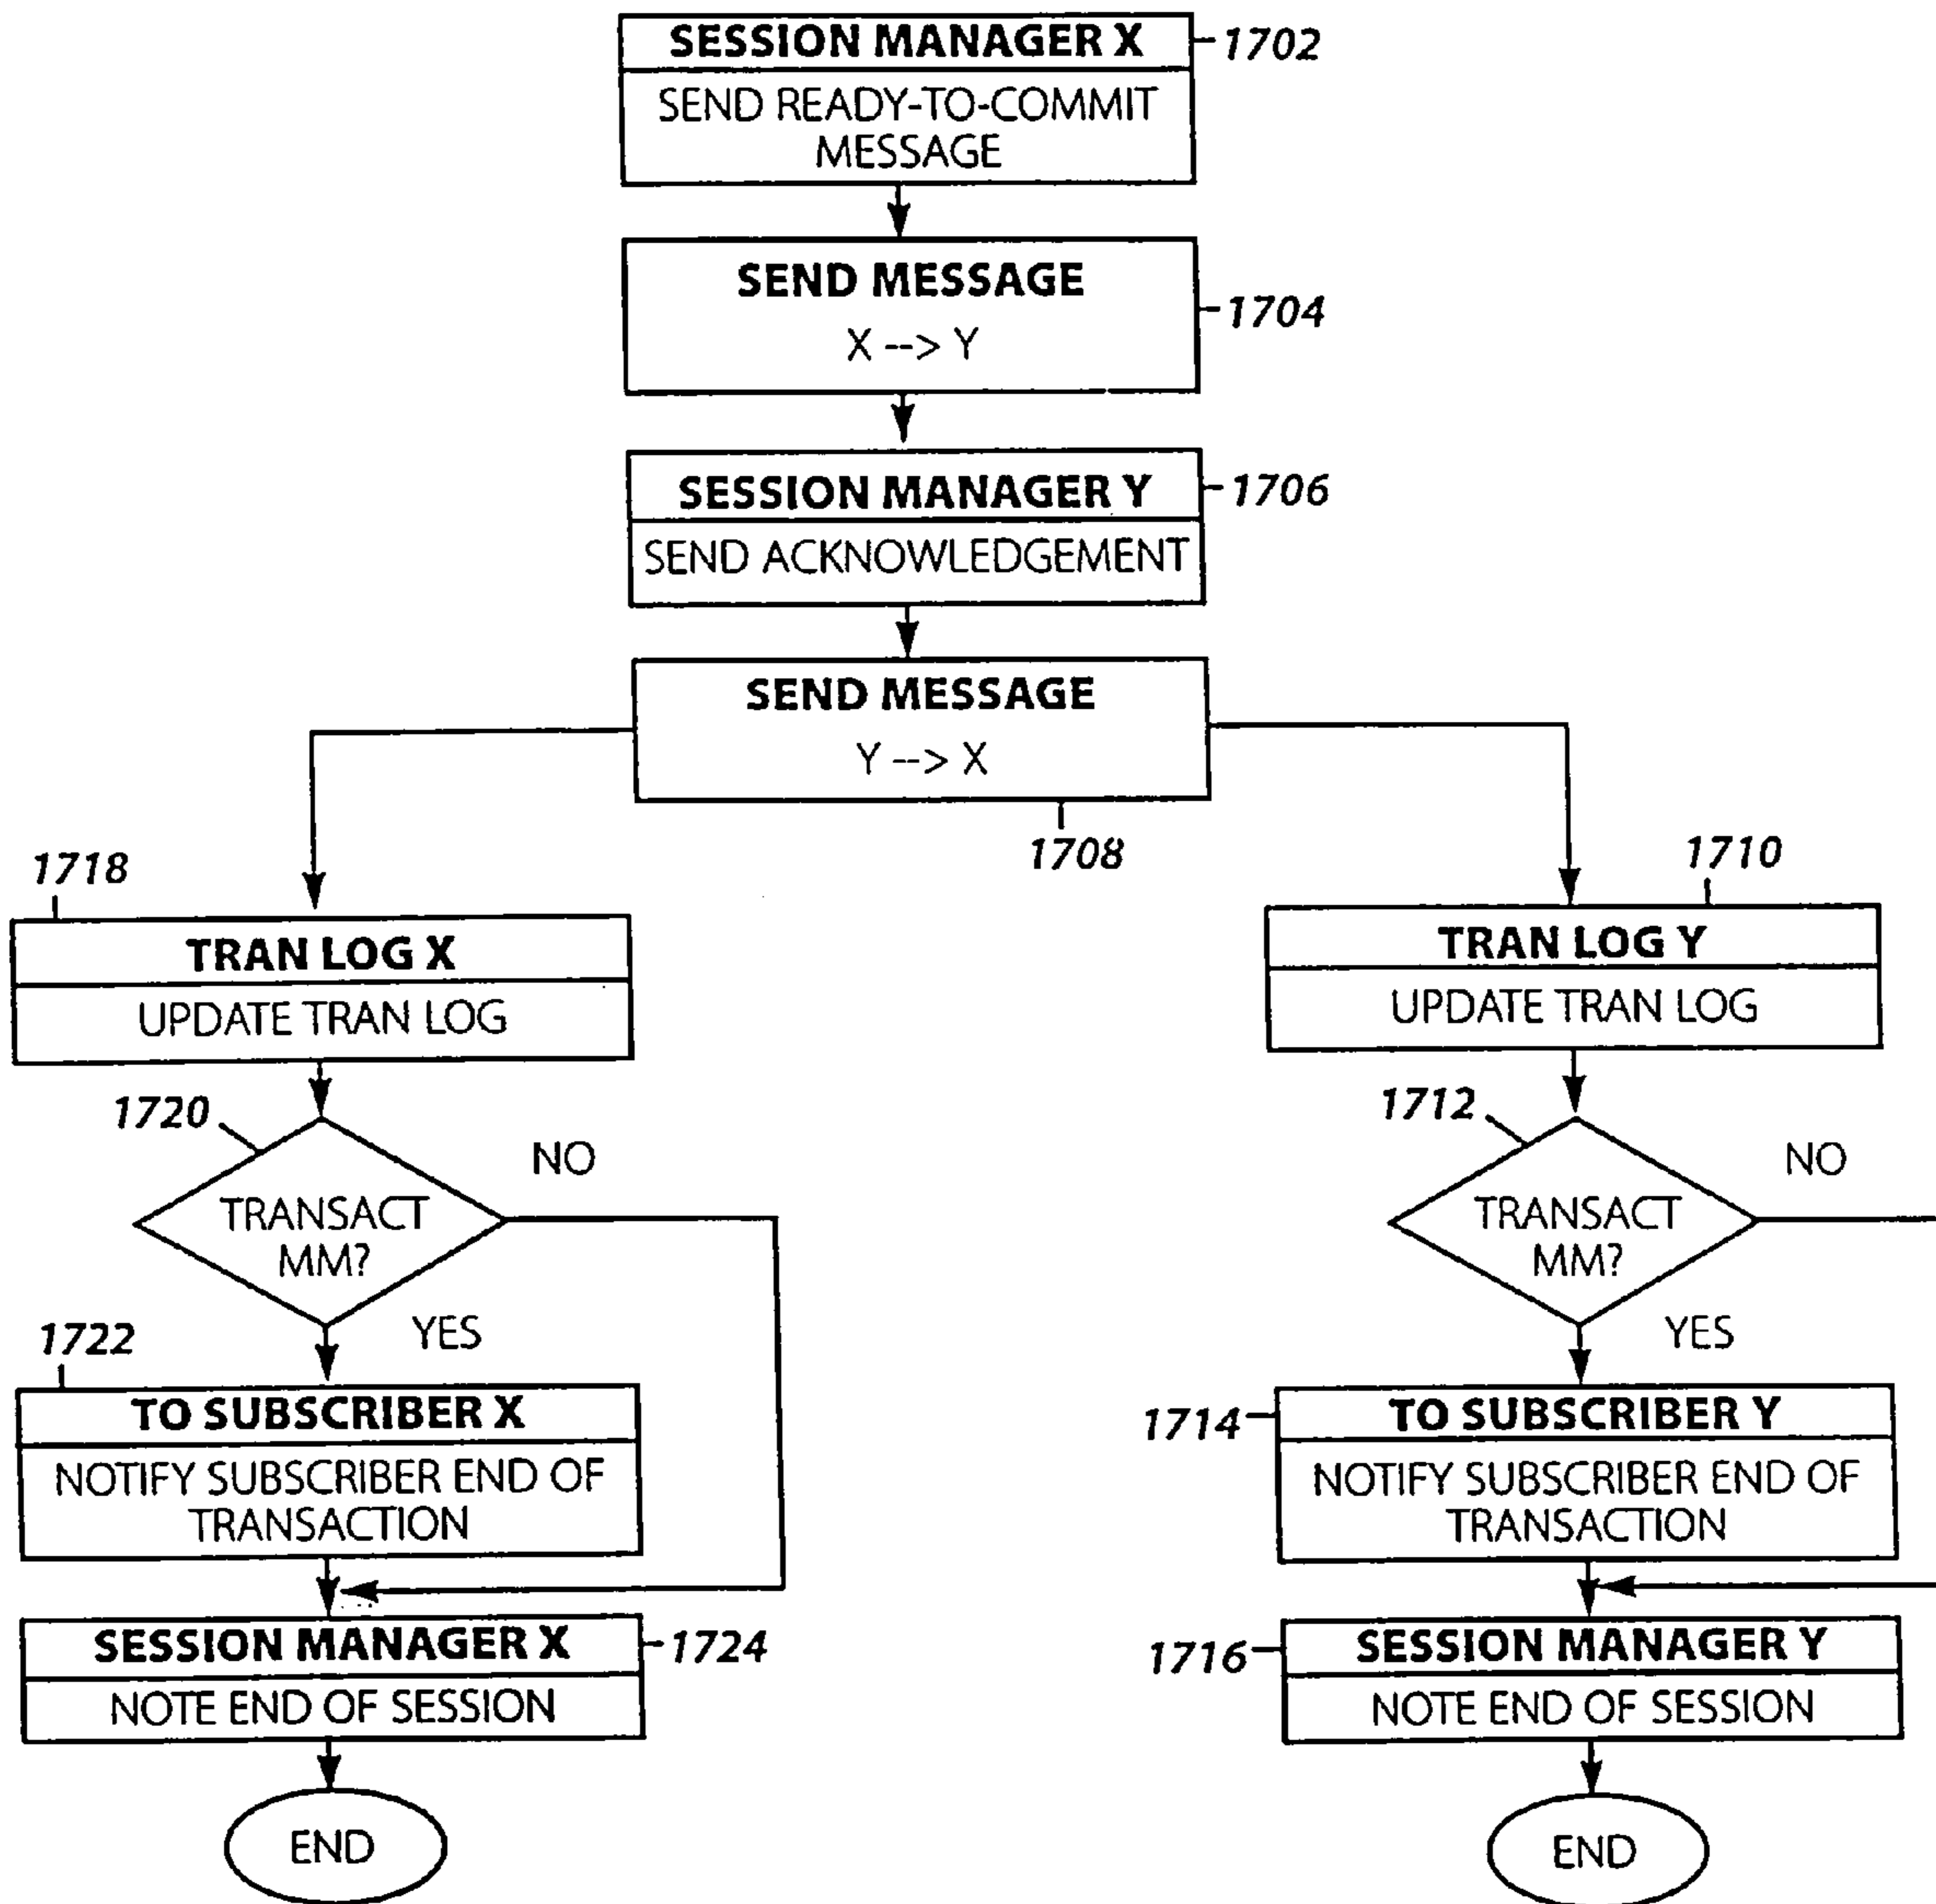 SESSION MANAGER X
1702
SEND READY-TO-COMMIT
MESSAGE
SEND MESSAGE
X --> Y
1704
SESSION MANAGER Y
1706
SEND ACKNOWLEDGEMENT
SEND MESSAGE
Y --> X
1708
1718
TRAN LOG X
UPDATE TRAN LOG
1720
TRANSACT
MM?
NO
YES
1722
TO SUBSCRIBER X
NOTIFY SUBSCRIBER END OF
TRANSACTION
SESSION MANAGER X
1724
NOTE END OF SESSION
END
1710
TRAN LOG Y
UPDATE TRAN LOG
1712
TRANSACT
MM?
NO
YES
1714
TO SUBSCRIBER Y
NOTIFY SUBSCRIBER END OF
TRANSACTION
1716
SESSION MANAGER Y
NOTE END OF SESSION
END